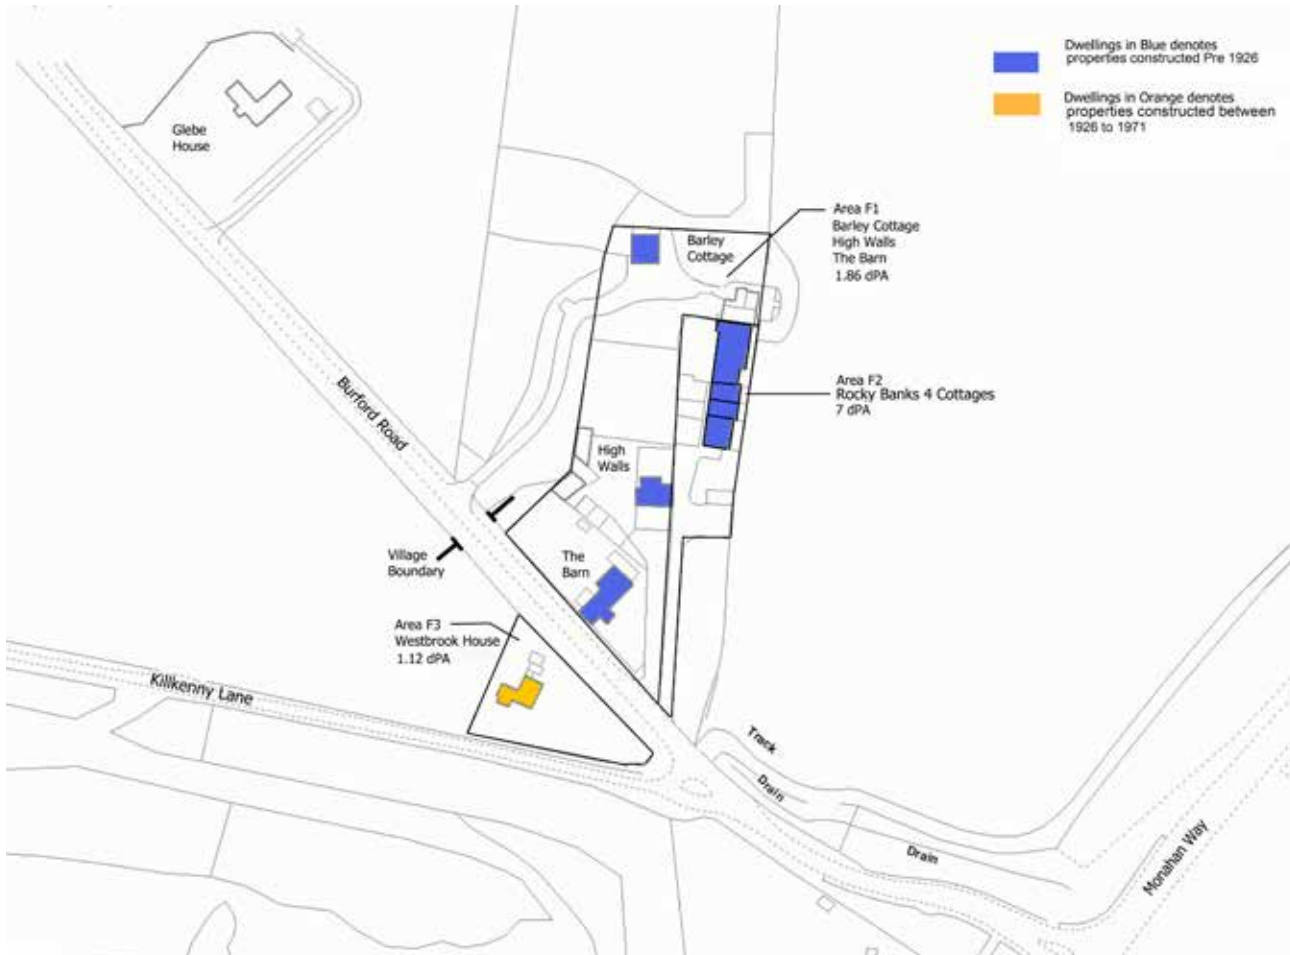 Dwellings in Blue denotes
properties constructed Pre 1926
Dwellings in Orange denotes
properties constructed between
1926 to 1971
Glebe
House
Area F1
Barley Cottage
High Walls
The Barn
1.86 dPA
Barley
Cottage
Area F2
Rocky Banks 4 Cottages
7 dPA
Burford Road
High
Walls
Village
Boundary
The
Barn
Area F3
Westbrook House
1.12 dPA
Killkenny Lane
Track
Drain
Drain
Monahan Way